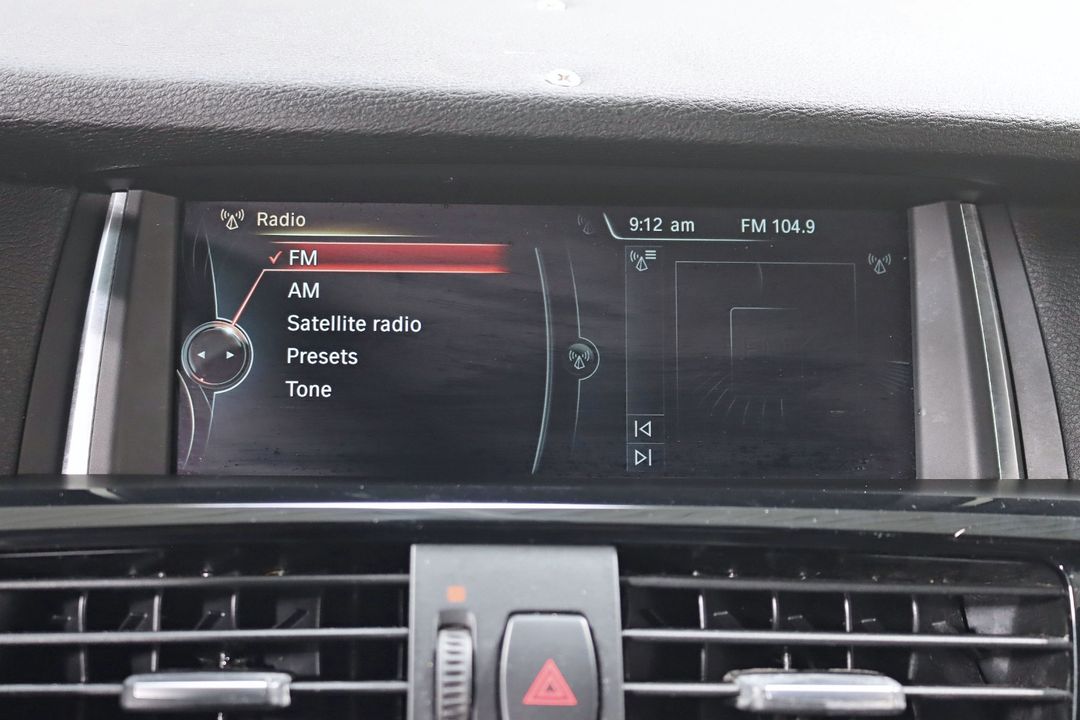 Radio
9:12 am
FM 104.9
FM
AM
Satellite radio
Presets
Tone